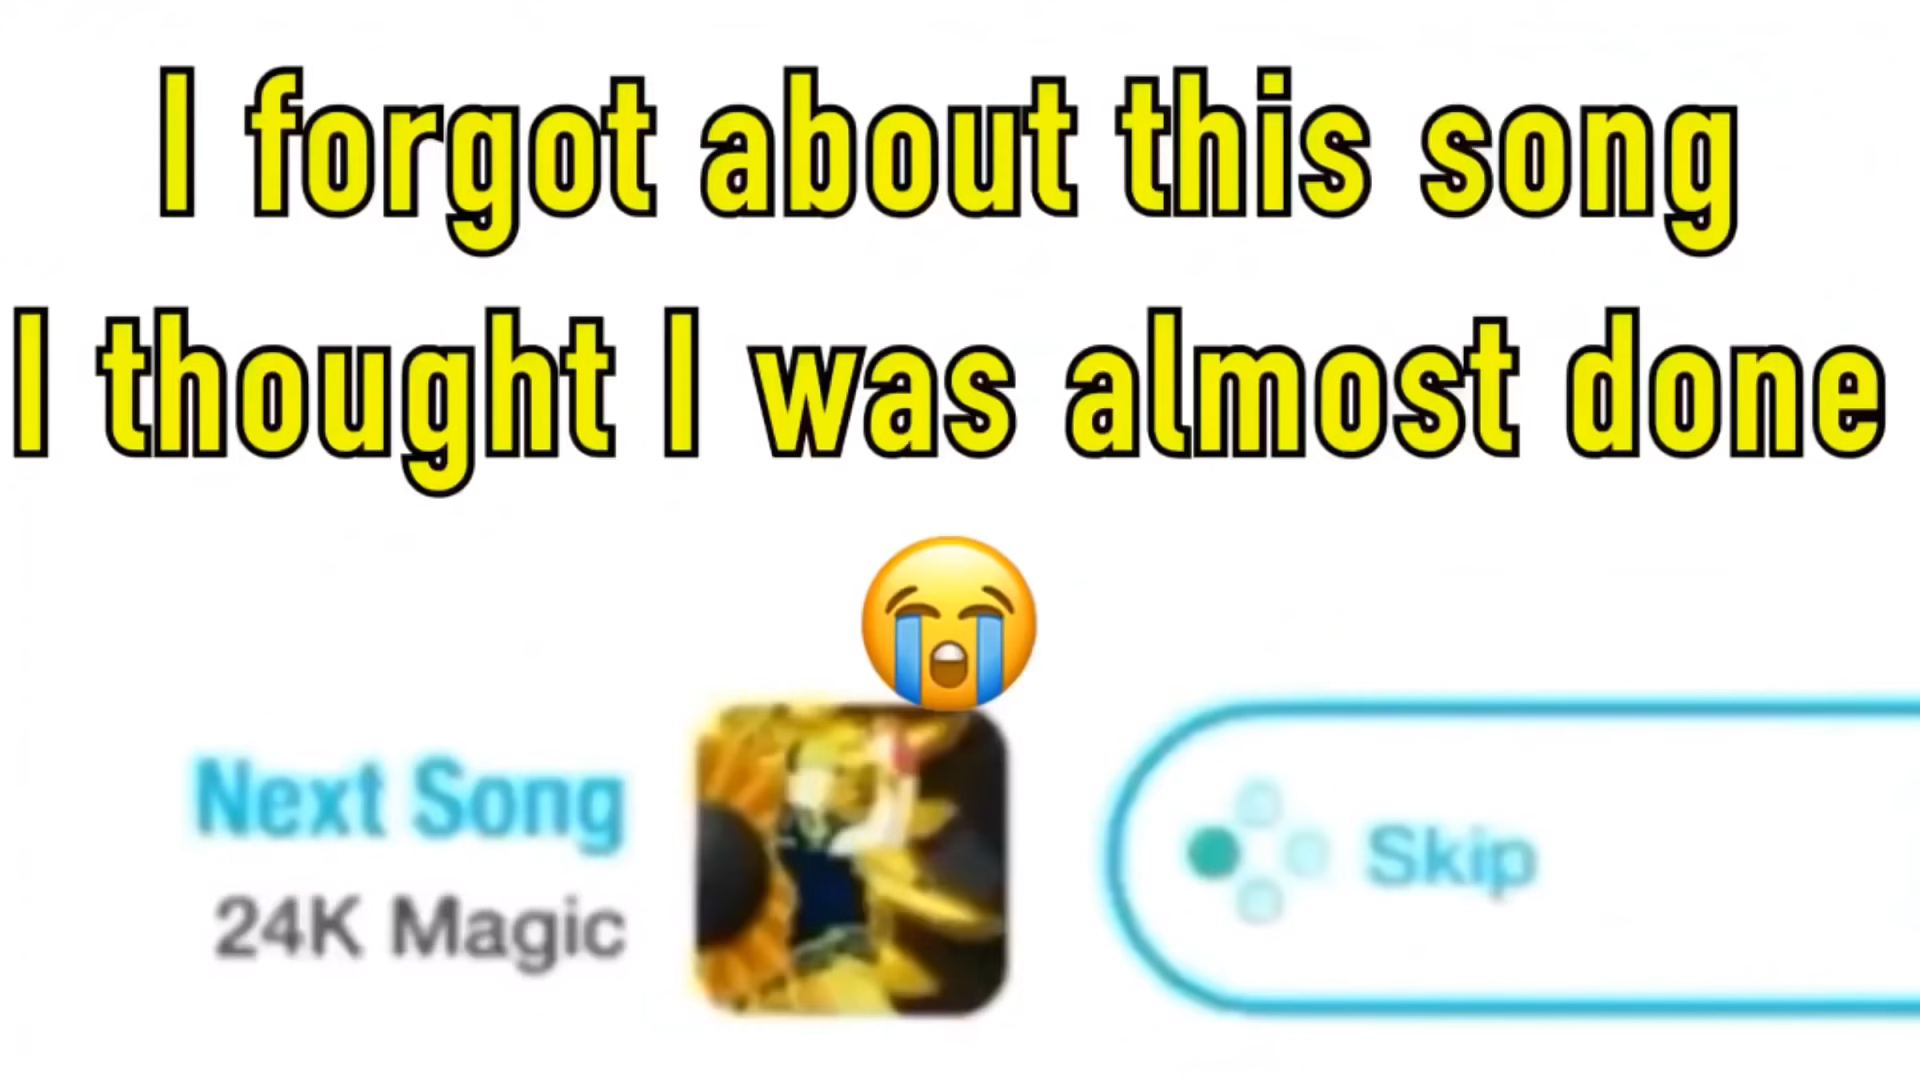 I forgot about this song
I thought I was almost done
Next Song
24K Magic
Skip